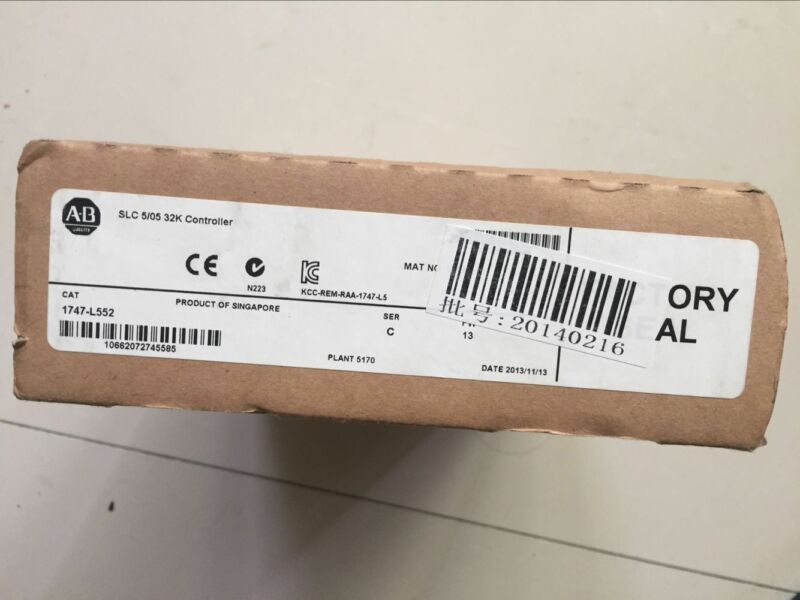 A-B
QUALITY
SLC 5/05 32K Controller
CE
N223
KCC-REM-RAA-1747-L5
MAT NO
CAT
1747-L552
PRODUCT OF SINGAPORE
SER
C
13
10662072745585
PLANT 5170
DATE 2013/11/13
批号:20140216
ORY
AL